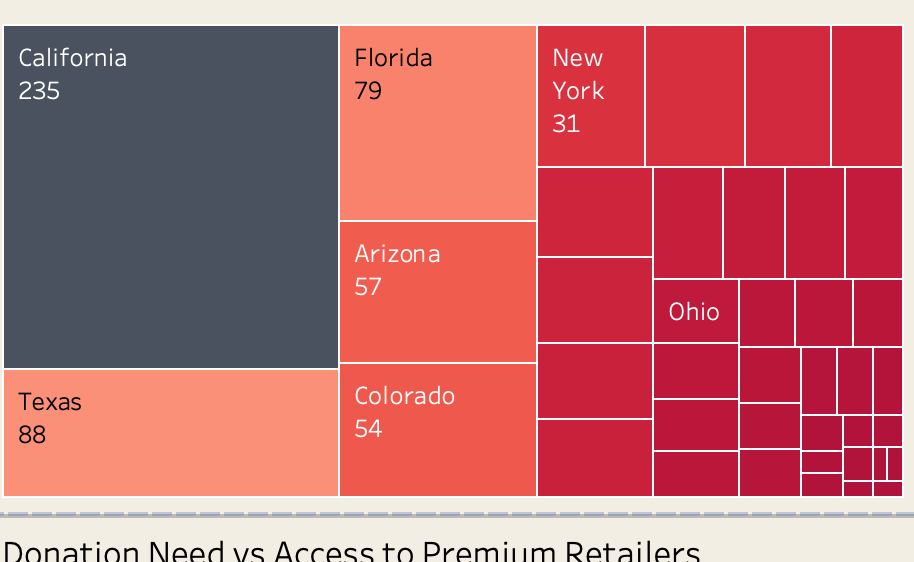 California
235
Florida
79
New
York
31
Arizona
57
Ohio
Texas
88
Colorado
54
Donation Need vs Access to Premium Retailers